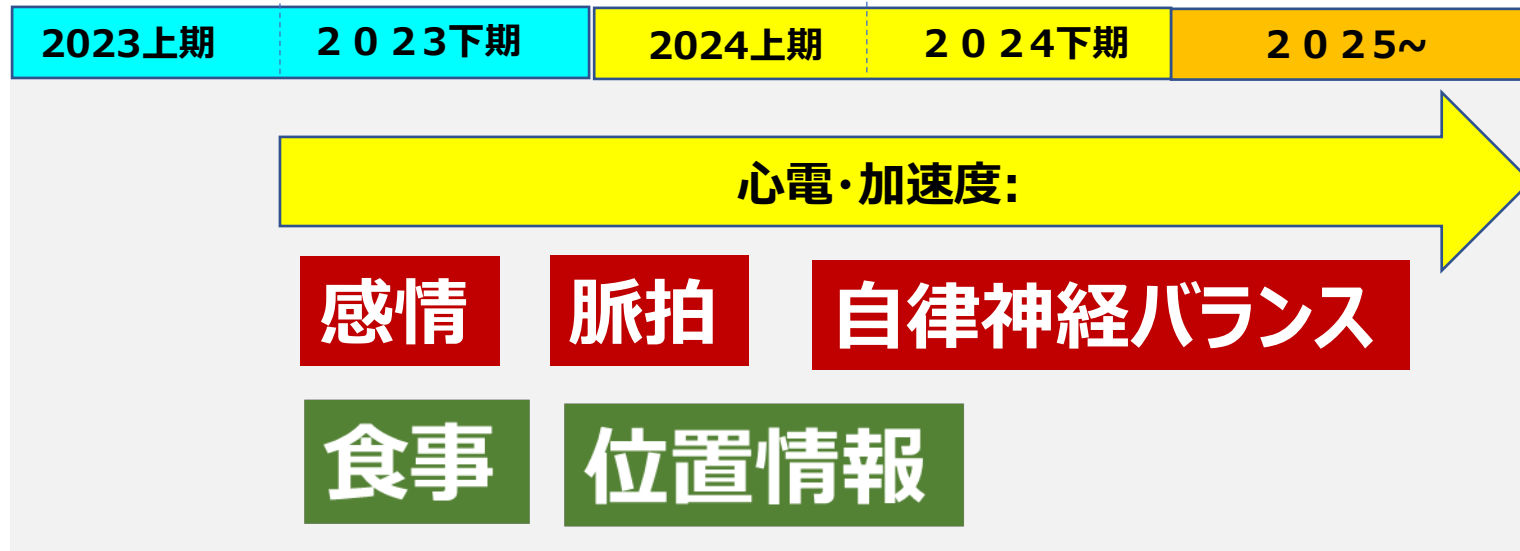 2023上期 2023下期 2024上期 2024下期 2025~
心電・加速度:
感情 脈拍 自律神経バランス
食事 位置情報